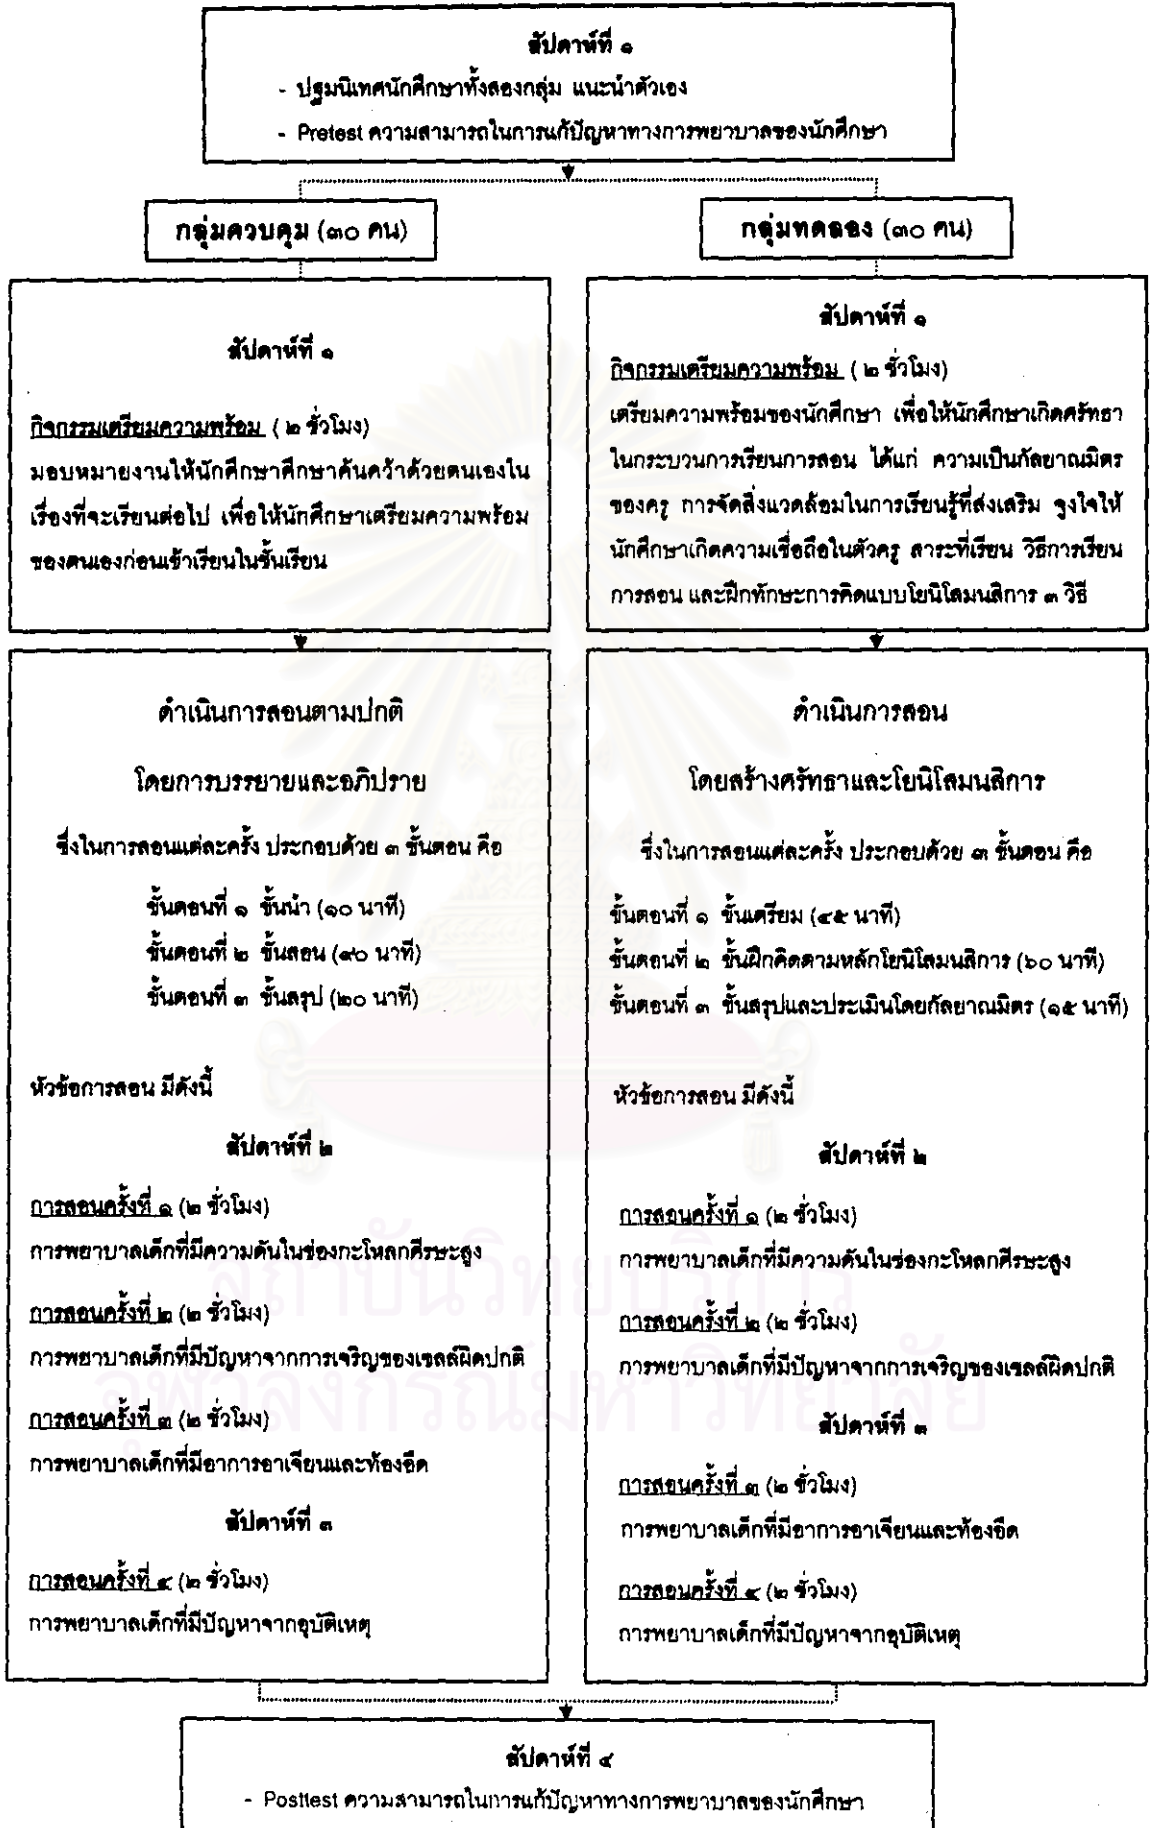 สัปดาห์ที่ ๑
- ปฐมนิเทศนักศึกษาทั้งสองกลุ่ม แนะนำตัวเอง
- Pretest ความสามารถในการแก้ปัญหาทางการพยาบาลของนักศึกษา
กลุ่มควบคุม (๓๐ คน)
สัปดาห์ที่ ๑
กิจกรรมเตรียมความพร้อม ( ๒ ชั่วโมง)
มอบหมายงานให้นักศึกษาศึกษาค้นคว้าด้วยตนเองใน
เรื่องที่จะเรียนต่อไป เพื่อให้นักศึกษาเตรียมความพร้อม
ของตนเองก่อนเข้าเรียนในชั้นเรียน
ดำเนินการสอนตามปกติ
โดยการบรรยายและอภิปราย
ซึ่งในการสอนแต่ละครั้ง ประกอบด้วย ๓ ขั้นตอน คือ
ขั้นตอนที่ ๑ ขั้นนำ (๑๐ นาที)
ขั้นตอนที่ ๒ ขั้นสอน (๙๐ นาที)
ขั้นตอนที่ ๓ ขั้นสรุป (๒๐ นาที)
หัวข้อการสอน มีดังนี้
สัปดาห์ที่ ๒
การสอนครั้งที่ ๑ (๒ ชั่วโมง)
การพยาบาลเด็กที่มีความดันในช่องกะโหลกศีรษะสูง
การสอนครั้งที่ ๒ (๒ ชั่วโมง)
การพยาบาลเด็กที่มีปัญหาจากการเจริญของเซลล์ผิดปกติ
การสอนครั้งที่ ๓ (๒ ชั่วโมง)
การพยาบาลเด็กที่มีอาการอาเจียนและท้องอืด
สัปดาห์ที่ ๓
การสอนครั้งที่ ๔ (๒ ชั่วโมง)
การพยาบาลเด็กที่มีปัญหาจากอุบัติเหตุ
กลุ่มทดลอง (๓๐ คน)
สัปดาห์ที่ ๑
กิจกรรมเตรียมความพร้อม ( ๒ ชั่วโมง)
เตรียมความพร้อมของนักศึกษา เพื่อให้นักศึกษาเกิดศรัทธา
ในกระบวนการเรียนการสอน ได้แก่ ความเป็นกัลยาณมิตร
ของครู การจัดสิ่งแวดล้อมในการเรียนรู้ที่ส่งเสริม จูงใจให้
นักศึกษาเกิดความเชื่อถือในตัวครู สาระที่เรียน วิธีการเรียน
การสอน และฝึกทักษะการคิดแบบโยนิโสมนสิการ ๓ วิธี
ดำเนินการสอน
โดยสร้างศรัทธาและโยนิโสมนสิการ
ซึ่งในการสอนแต่ละครั้ง ประกอบด้วย ๓ ขั้นตอน คือ
ขั้นตอนที่ ๑ ขั้นเตรียม (๔๕ นาที)
ขั้นตอนที่ ๒ ขั้นฝึกคิดตามหลักโยนิโสมนสิการ (๖๐ นาที)
ขั้นตอนที่ ๓ ขั้นสรุปและประเมินโดยกัลยาณมิตร (๑๕ นาที)
หัวข้อการสอน มีดังนี้
สัปดาห์ที่ ๒
การสอนครั้งที่ ๑ (๒ ชั่วโมง)
การพยาบาลเด็กที่มีความดันในช่องกะโหลกศีรษะสูง
การสอนครั้งที่ ๒ (๒ ชั่วโมง)
การพยาบาลเด็กที่มีปัญหาจากการเจริญของเซลล์ผิดปกติ
สัปดาห์ที่ ๓
การสอนครั้งที่ ๓ (๒ ชั่วโมง)
การพยาบาลเด็กที่มีอาการอาเจียนและท้องอืด
การสอนครั้งที่ ๔ (๒ ชั่วโมง)
การพยาบาลเด็กที่มีปัญหาจากอุบัติเหตุ
สัปดาห์ที่ ๔
- Posttest ความสามารถในการแก้ปัญหาทางการพยาบาลของนักศึกษา
สถาบันวิทยบริการ
จุฬาลงกรณ์มหาวิทยาลัย